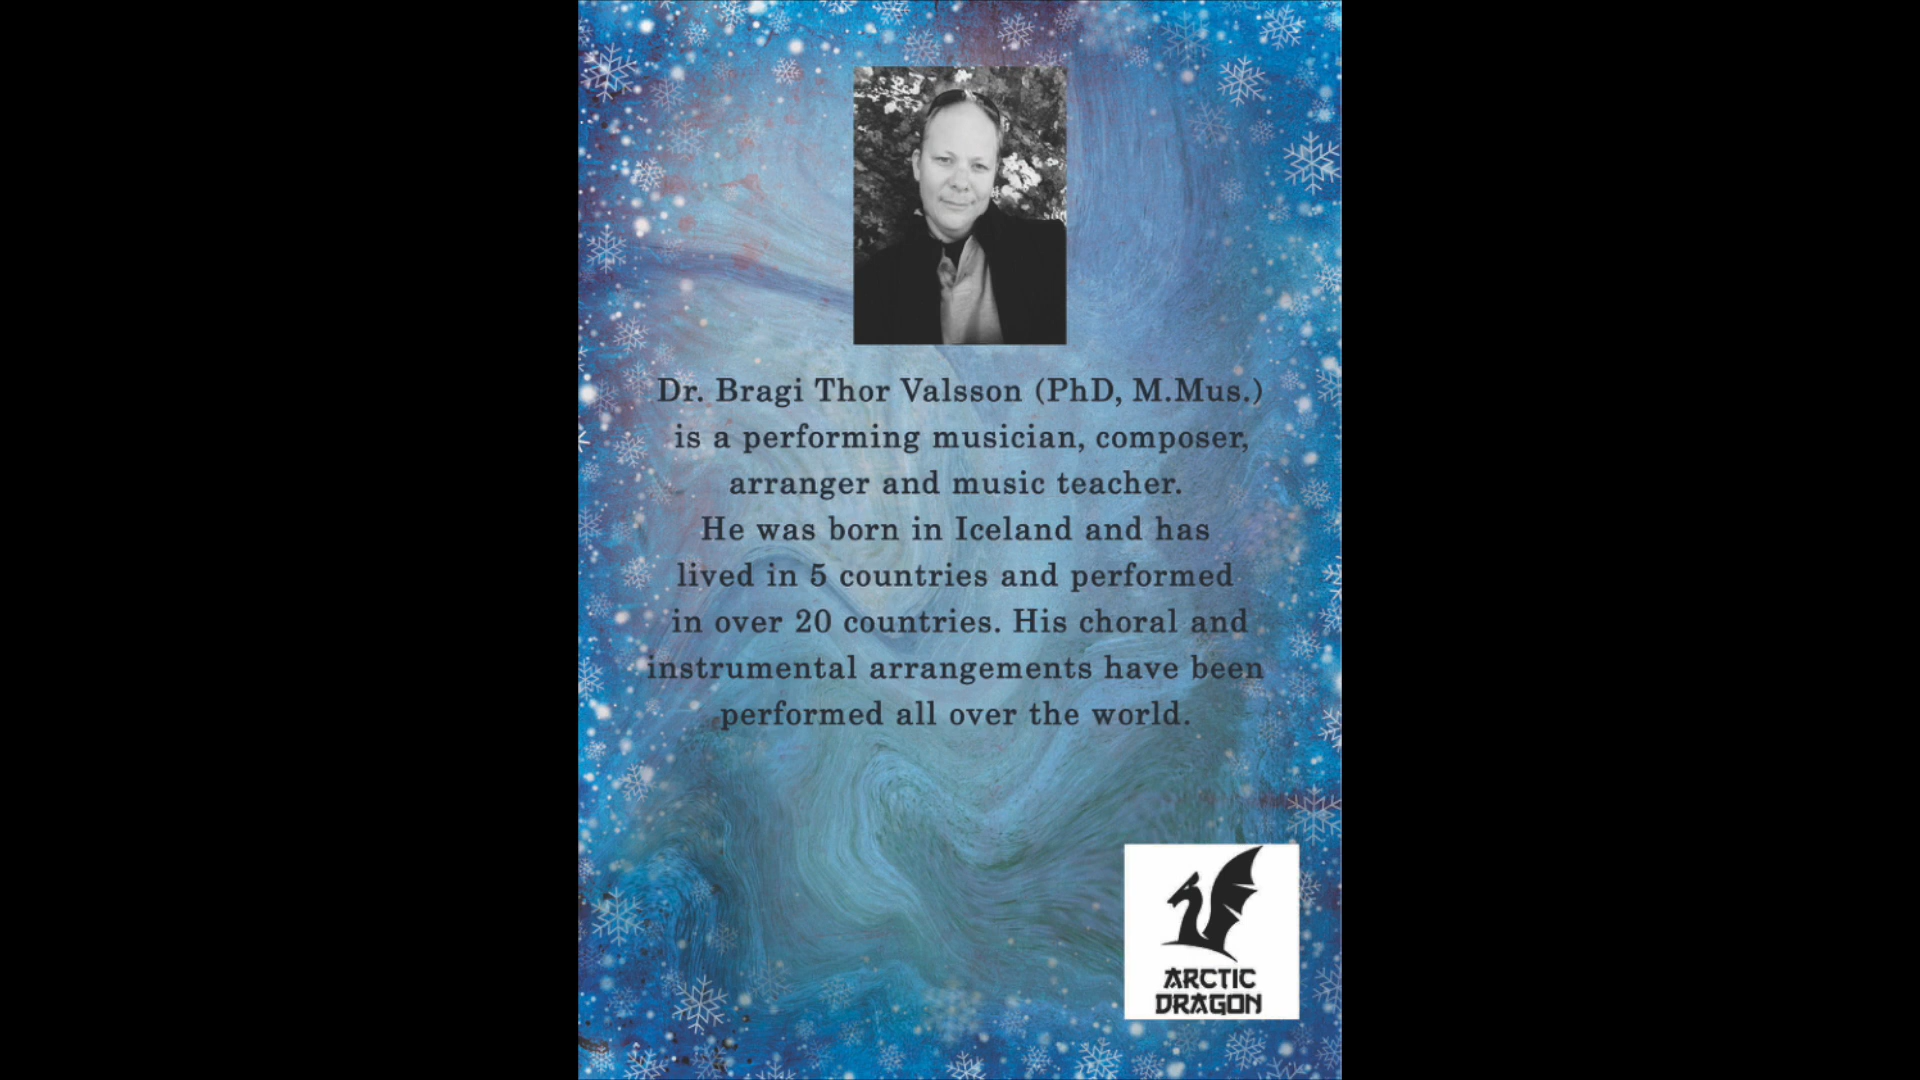 Dr. Bragi Thor Valsson (PhD, M.Mus.)
is a performing musician, composer,
arranger and music teacher.
He was born in Iceland and has
lived in 5 countries and performed
in over 20 countries. His choral and
instrumental arrangements have been
performed all over the world.
ARCTIC
DRAGON